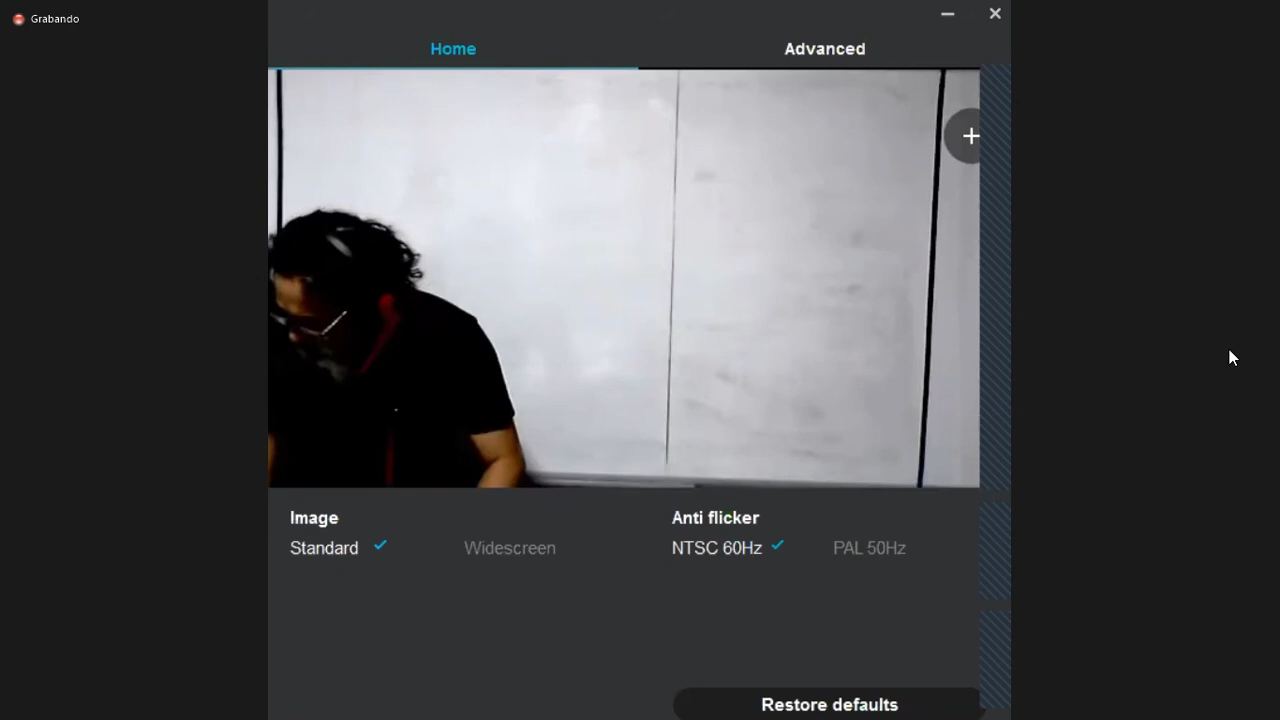 Grabando
Home Advanced
Image Anti flicker
Standard Widescreen NTSC 60Hz PAL 50Hz
Restore defaults